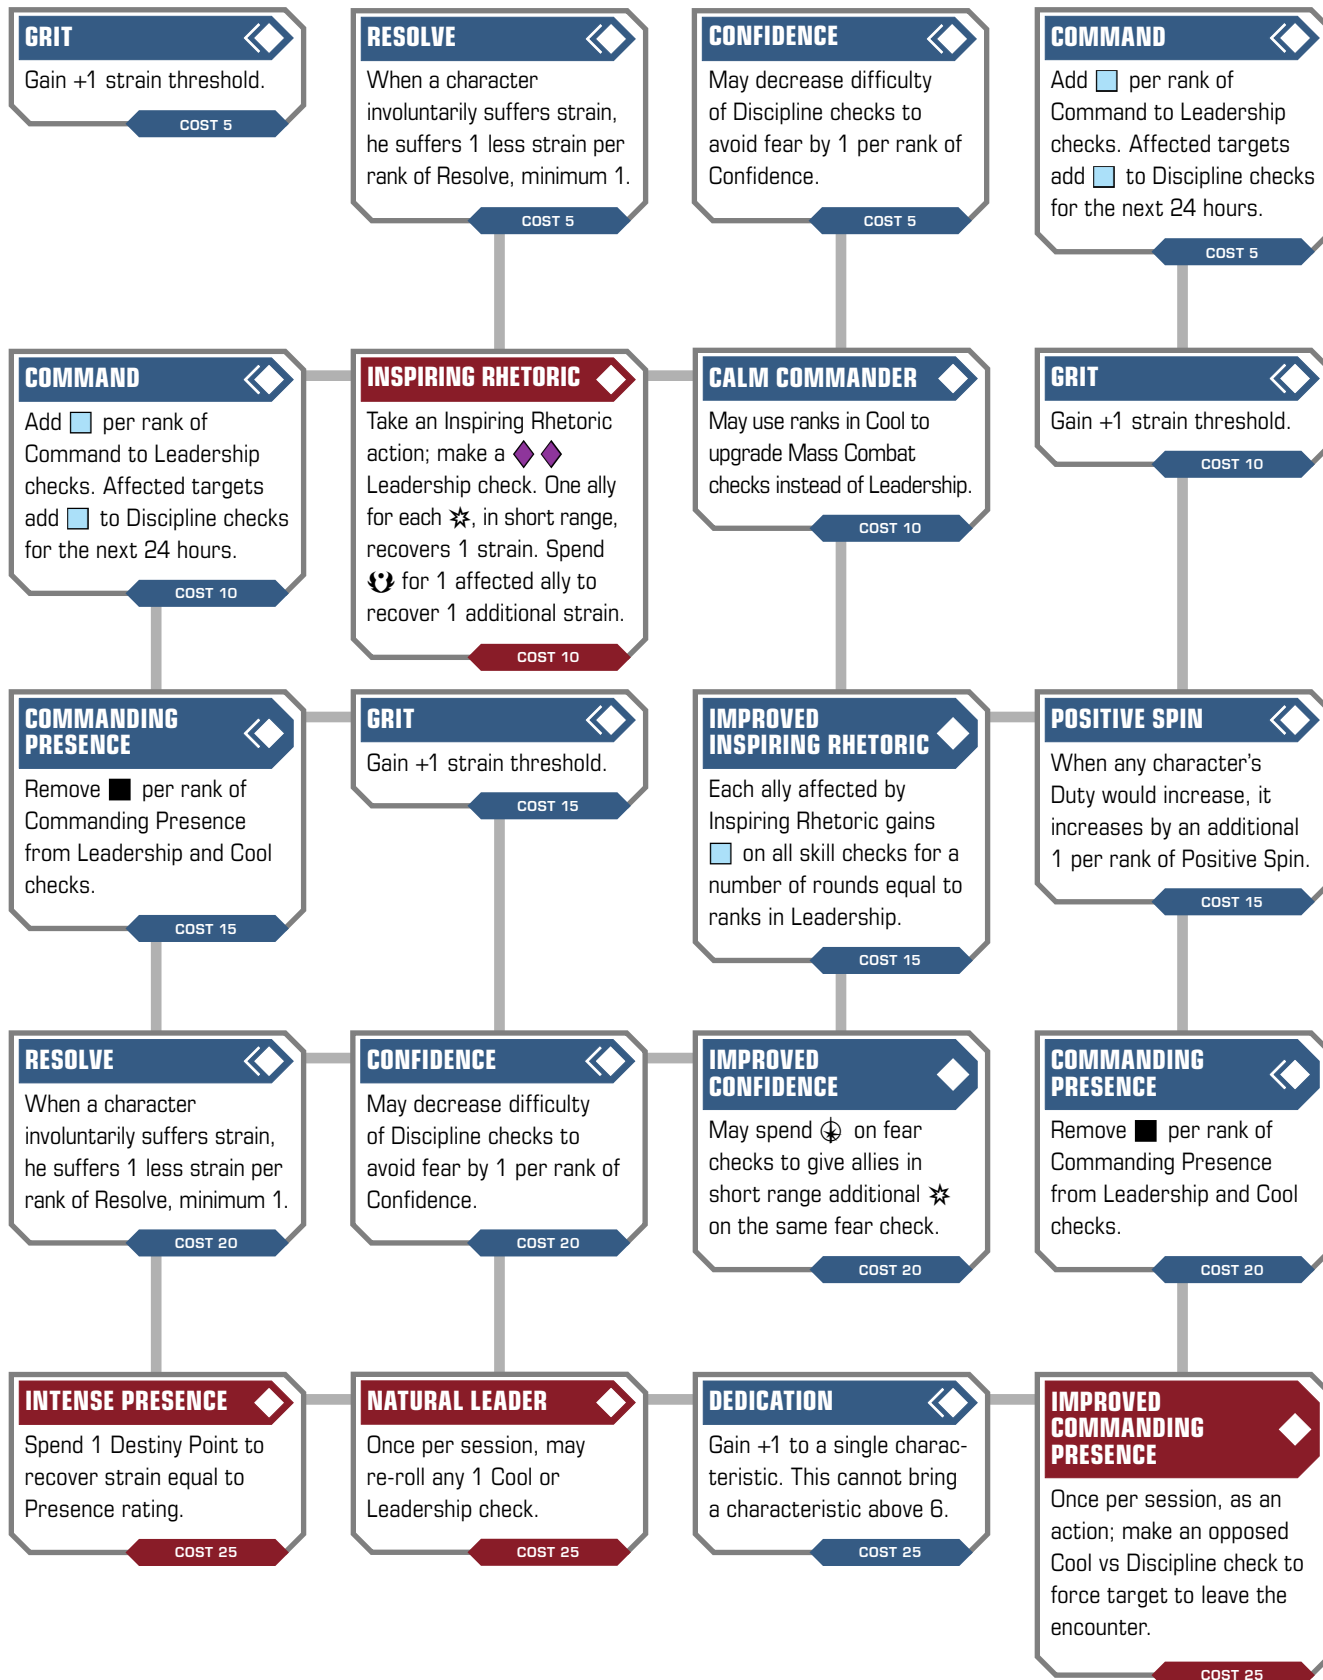 GRIT
Gain +1 strain threshold.
COST 5
RESOLVE
When a character
involuntarily suffers strain,
he suffers 1 less strain per
rank of Resolve, minimum 1.
COST 5
CONFIDENCE
May decrease difficulty
of Discipline checks to
avoid fear by 1 per rank of
Confidence.
COST 5
COMMAND
Add per rank of
Command to Leadership
checks. Affected targets
add to Discipline checks
for the next 24 hours.
COST 5
COMMAND
Add per rank of
Command to Leadership
checks. Affected targets
add to Discipline checks
for the next 24 hours.
COST 10
INSPIRING RHETORIC
Take an Inspiring Rhetoric
action; make a
Leadership check. One ally
for each , in short range,
recovers 1 strain. Spend
for 1 affected ally to
recover 1 additional strain.
COST 10
CALM COMMANDER
May use ranks in Cool to
upgrade Mass Combat
checks instead of Leadership.
COST 10
GRIT
Gain +1 strain threshold.
COST 10
COMMANDING
PRESENCE
Remove per rank of
Commanding Presence
from Leadership and Cool
checks.
COST 15
GRIT
Gain +1 strain threshold.
COST 15
IMPROVED
INSPIRING RHETORIC
Each ally affected by
Inspiring Rhetoric gains
on all skill checks for a
number of rounds equal to
ranks in Leadership.
COST 15
POSITIVE SPIN
When any character's
Duty would increase, it
increases by an additional
1 per rank of Positive Spin.
COST 15
RESOLVE
When a character
involuntarily suffers strain,
he suffers 1 less strain per
rank of Resolve, minimum 1.
COST 20
CONFIDENCE
May decrease difficulty
of Discipline checks to
avoid fear by 1 per rank of
Confidence.
COST 20
IMPROVED
CONFIDENCE
May spend on fear
checks to give allies in
short range additional
on the same fear check.
COST 20
COMMANDING
PRESENCE
Remove per rank of
Commanding Presence
from Leadership and Cool
checks.
COST 20
INTENSE PRESENCE
Spend 1 Destiny Point to
recover strain equal to
Presence rating.
COST 25
NATURAL LEADER
Once per session, may
re-roll any 1 Cool or
Leadership check.
COST 25
DEDICATION
Gain +1 to a single charac-
teristic. This cannot bring
a characteristic above 6.
COST 25
IMPROVED
COMMANDING
PRESENCE
Once per session, as an
action; make an opposed
Cool vs Discipline check to
force target to leave the
encounter.
COST 25